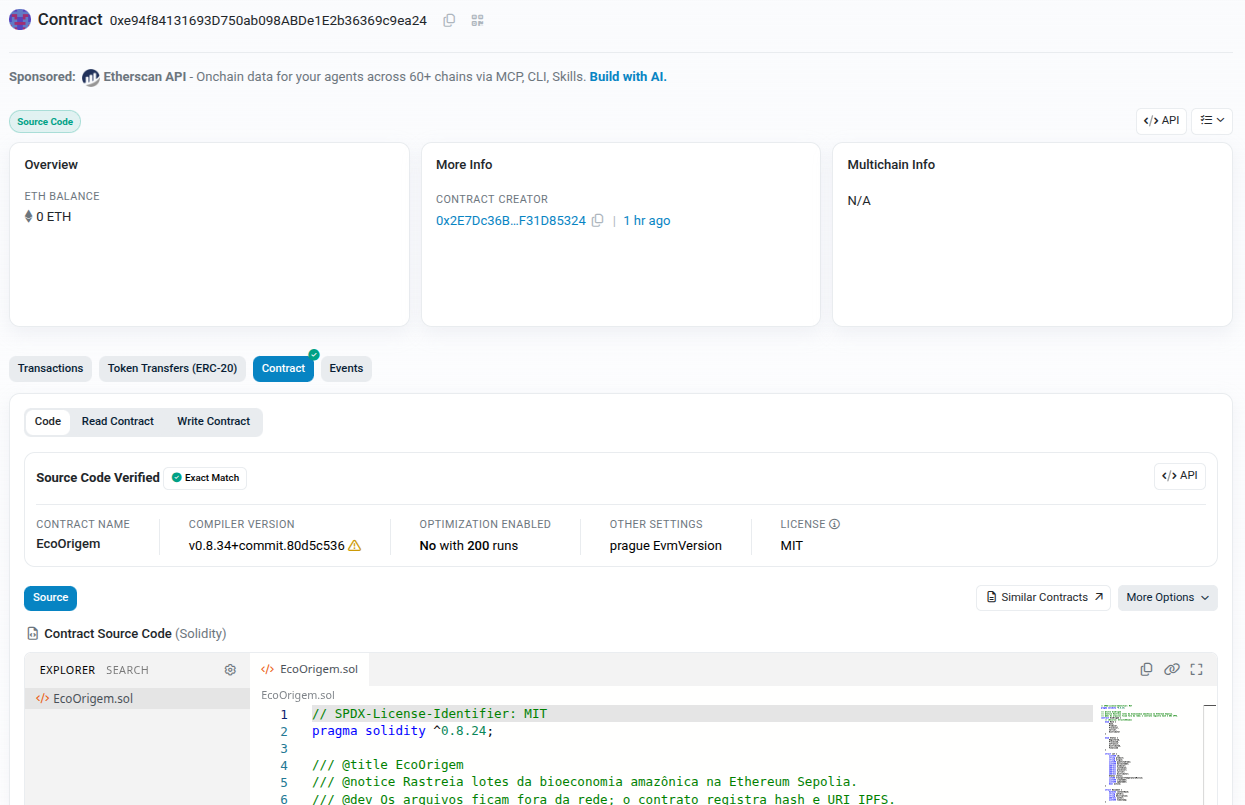 Contract 0xe94f84131693D750ab098ABDe1E2b36369c9ea24
Sponsored: Etherscan API - Onchain data for your agents across 60+ chains via MCP, CLI, Skills. Build with AI.
Source Code
</> API
Overview
ETH BALANCE
0 ETH
More Info
CONTRACT CREATOR
0x2E7Dc36B...F31D85324 | 1 hr ago
Multichain Info
N/A
Transactions
Token Transfers (ERC-20)
Contract
Events
Code
Read Contract
Write Contract
Source Code Verified Exact Match
</> API
CONTRACT NAME
EcoOrigem
COMPILER VERSION
v0.8.34+commit.80d5c536
OPTIMIZATION ENABLED
No with 200 runs
OTHER SETTINGS
prague EvmVersion
LICENSE
MIT
Source
Similar Contracts
More Options
Contract Source Code (Solidity)
EXPLORER SEARCH
</> EcoOrigem.sol
</> EcoOrigem.sol
EcoOrigem.sol
1 // SPDX-License-Identifier: MIT
2 pragma solidity ^0.8.24;
3
4 /// @title EcoOrigem
5 /// @notice Rastreia lotes da bioeconomia amazônica na Ethereum Sepolia.
6 /// @dev Os arquivos ficam fora da rede; o contrato registra hash e URI IPFS.